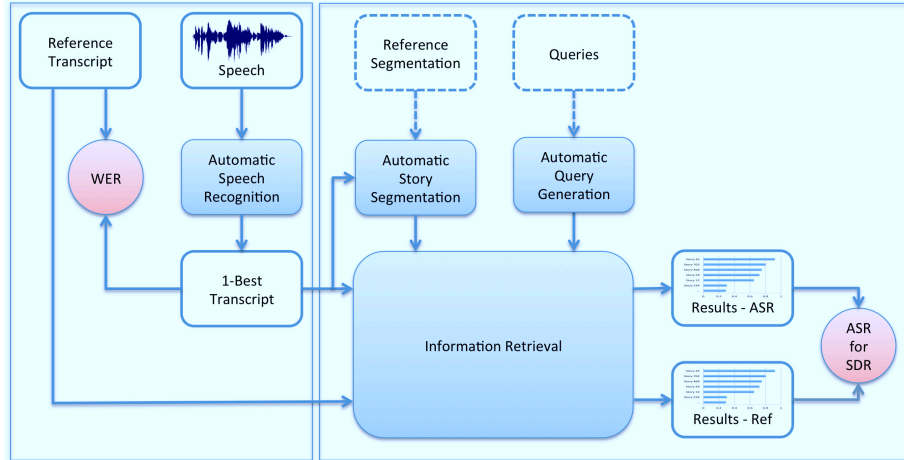 Reference
Transcript
Speech
Reference
Segmentation
Queries
WER
Automatic
Speech
Recognition
Automatic
Story
Segmentation
Automatic
Query
Generation
1-Best
Transcript
Information Retrieval
Results - ASR
ASR
for
SDR
Results - Ref